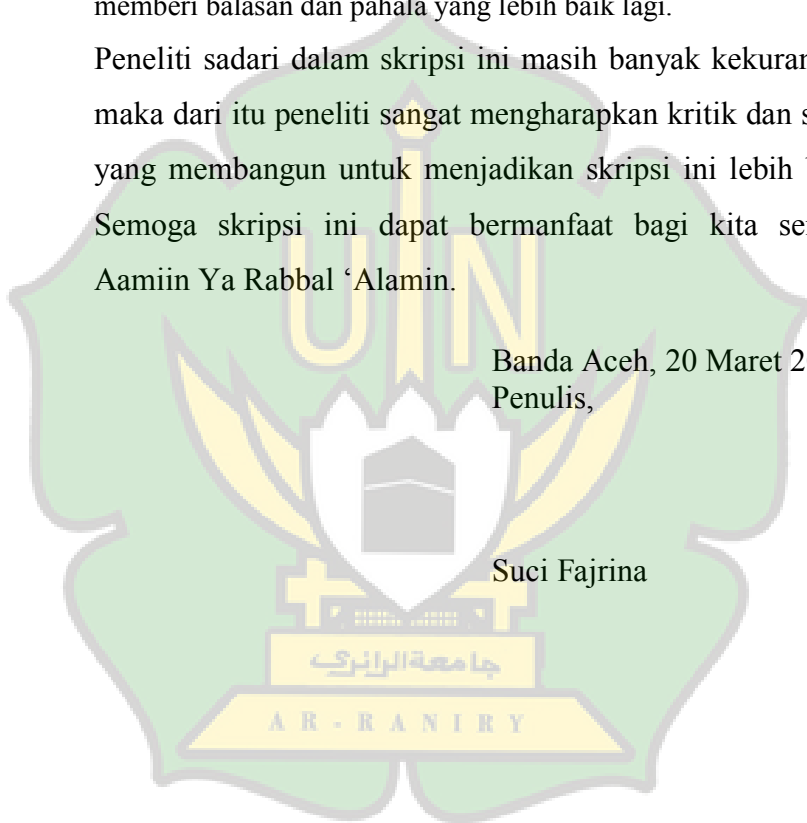 memberi balasan dan pahala yang lebih baik lagi.
Peneliti sadari dalam skripsi ini masih banyak kekuran
maka dari itu peneliti sangat mengharapkan kritik dan s
yang membangun untuk menjadikan skripsi ini lebih
Semoga skripsi ini dapat bermanfaat bagi kita se
Aamiin Ya Rabbal ‘Alamin.
Banda Aceh, 20 Maret 2
Penulis,
Suci Fajrina
UIN
جامعة الرانري
AR-RANIRY